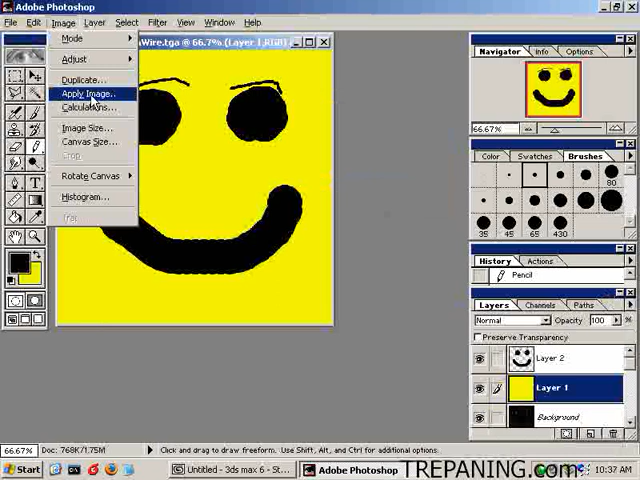 Adobe Photoshop
File Edit Image Layer Select Filter View Window Help
Wire.tga @ 66.7% (Layer 1,RGB)
Mode
Adjust
Duplicate...
Apply Image...
Calculations...
Image Size...
Canvas Size...
Crop
Rotate Canvas
Histogram...
Trap...
Navigator Info Options
66.67%
Color Swatches Brushes
80
35 45 65 430
History Actions
Pencil
Layers Channels Paths
Normal Opacity: 100 %
Preserve Transparency
Layer 2
Layer 1
Background
66.67% Doc: 768K/1.75M Click and drag to draw freeform. Use Shift, Alt, and Ctrl for additional options.
Start Untitled - 3ds max 6 - St... Adobe Photoshop 10:37 AM
TREPANING.com